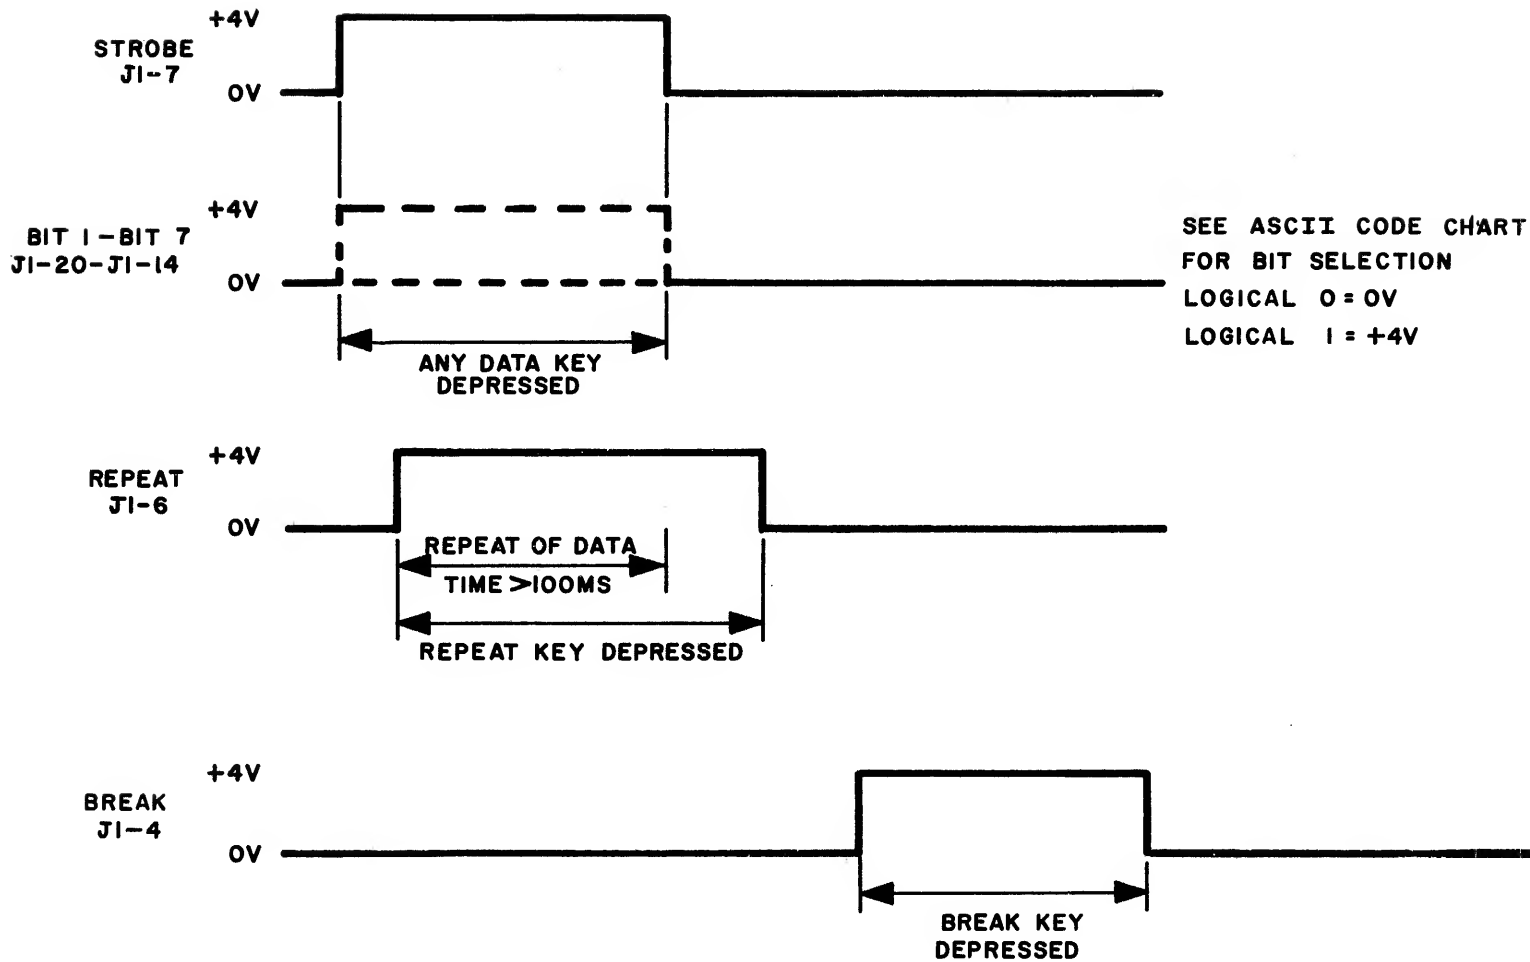 +4V
STROBE
J1-7
0V
+4V
BIT 1-BIT 7
J1-20-J1-14
0V
SEE ASCII CODE CHART
FOR BIT SELECTION
LOGICAL 0=0V
LOGICAL 1=+4V
ANY DATA KEY
DEPRESSED
+4V
REPEAT
J1-6
0V
REPEAT OF DATA
TIME >100MS
REPEAT KEY DEPRESSED
+4V
BREAK
J1-4
0V
BREAK KEY
DEPRESSED